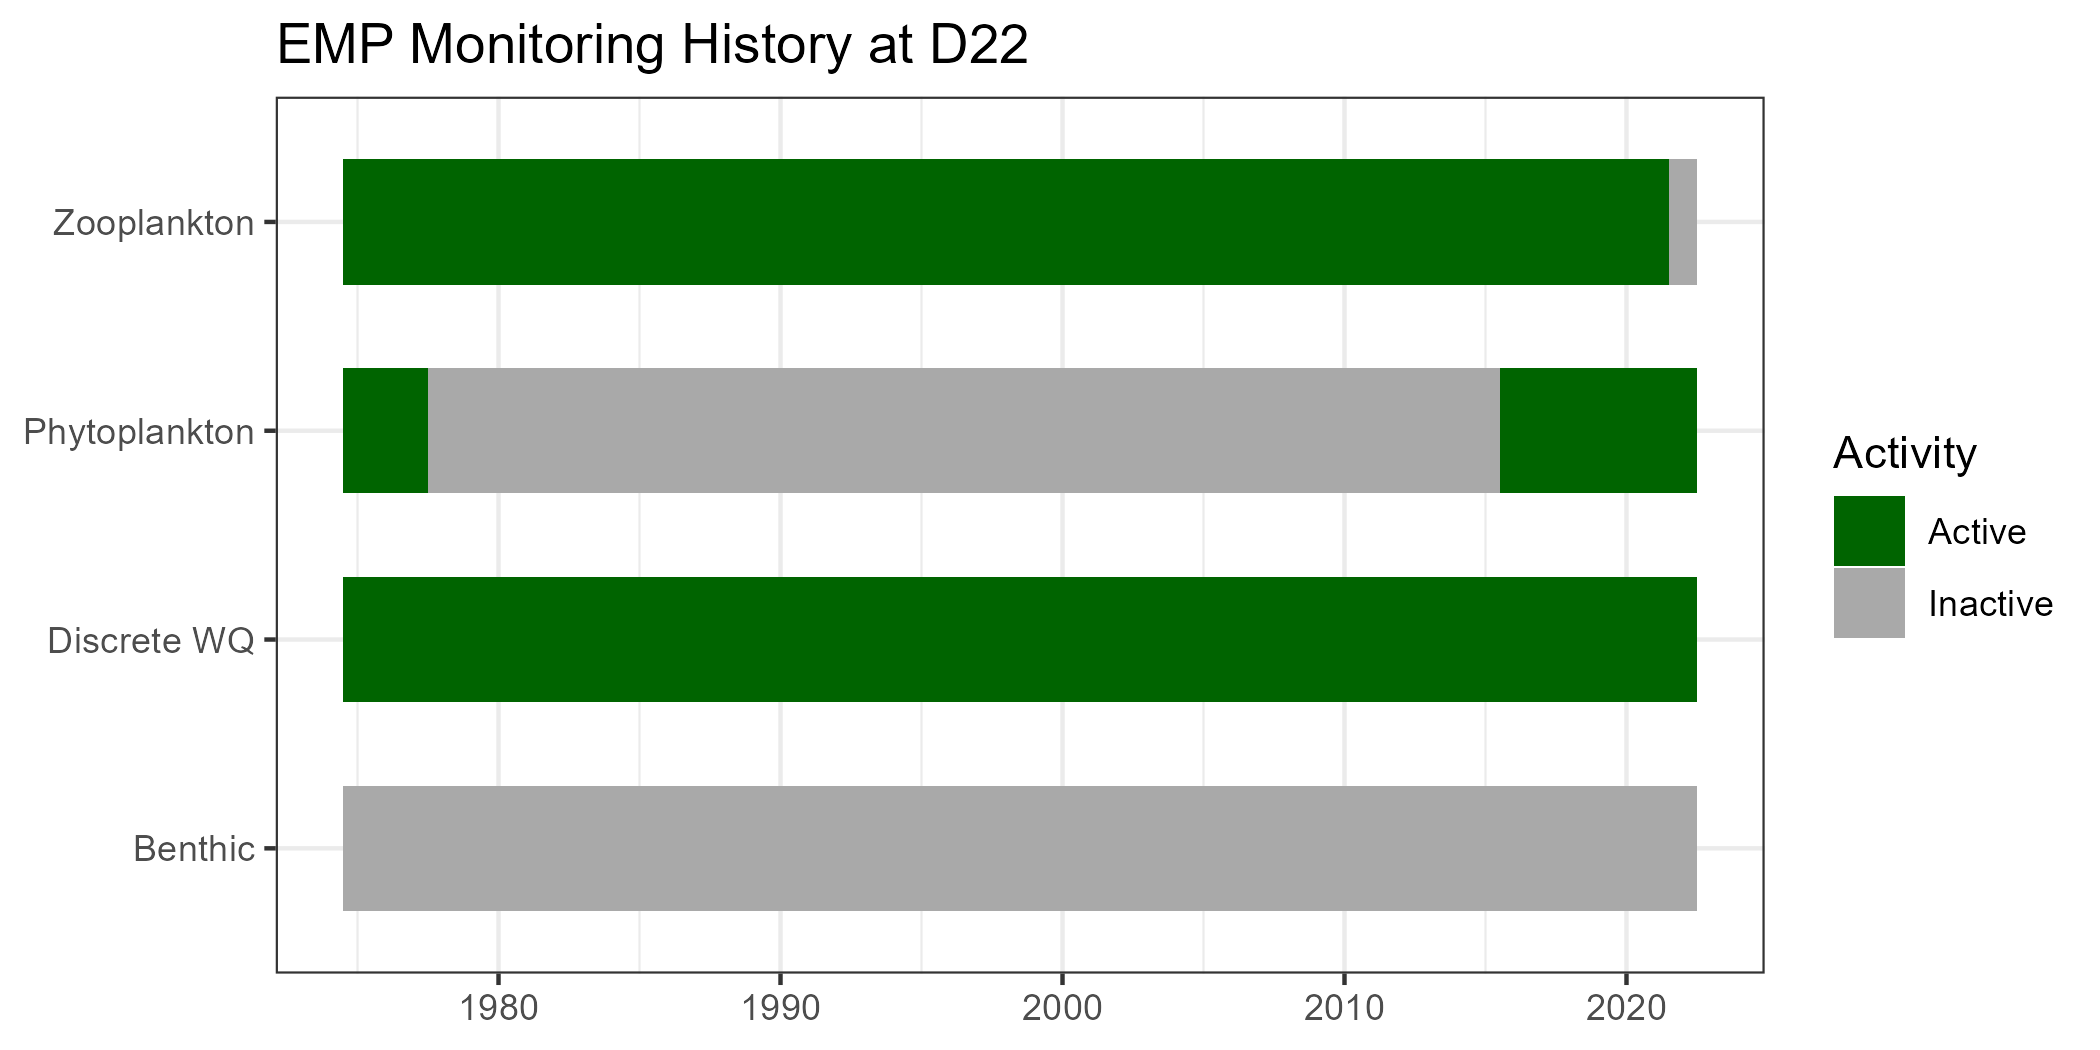 EMP Monitoring History at D22
Zooplankton
Phytoplankton
Discrete WQ
Benthic
1980 1990 2000 2010 2020
Activity
Active
Inactive